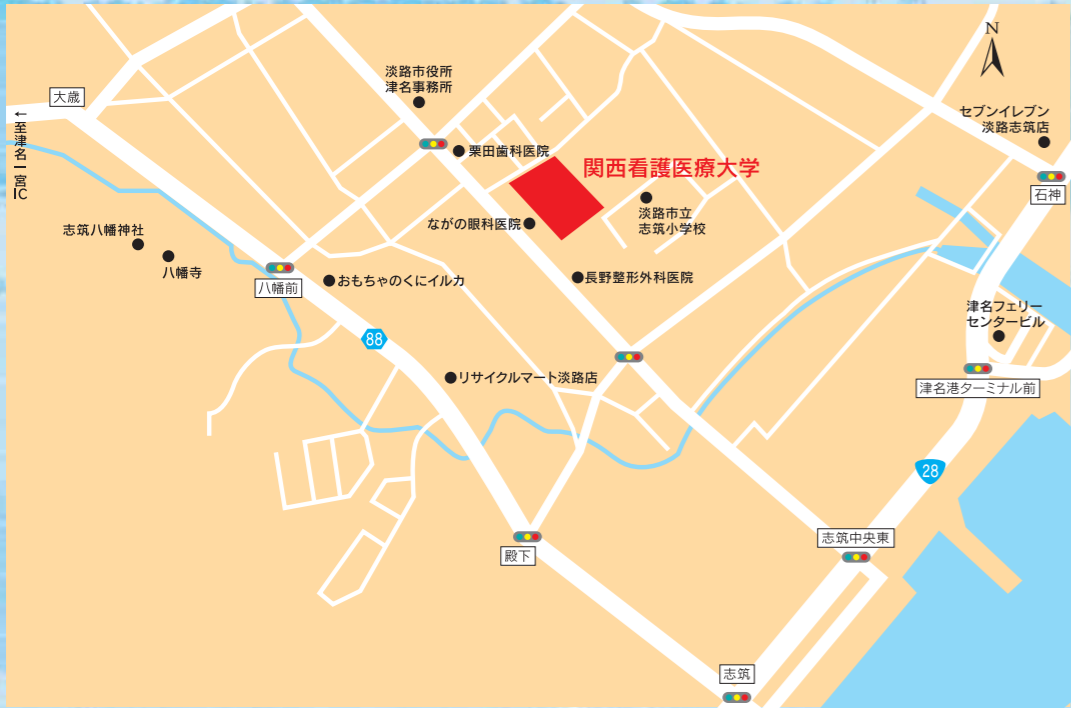 N
淡路市役所
津名事務所
大歳
←至津名一宮IC
セブンイレブン
淡路志筑店
栗田歯科医院
関西看護医療大学
石神
淡路市立
志筑小学校
ながの眼科医院
志筑八幡神社
八幡寺
おもちゃのくにイルカ
長野整形外科医院
八幡前
津名フェリー
センタービル
88
リサイクルマート淡路店
津名港ターミナル前
28
志筑中央東
殿下
志筑